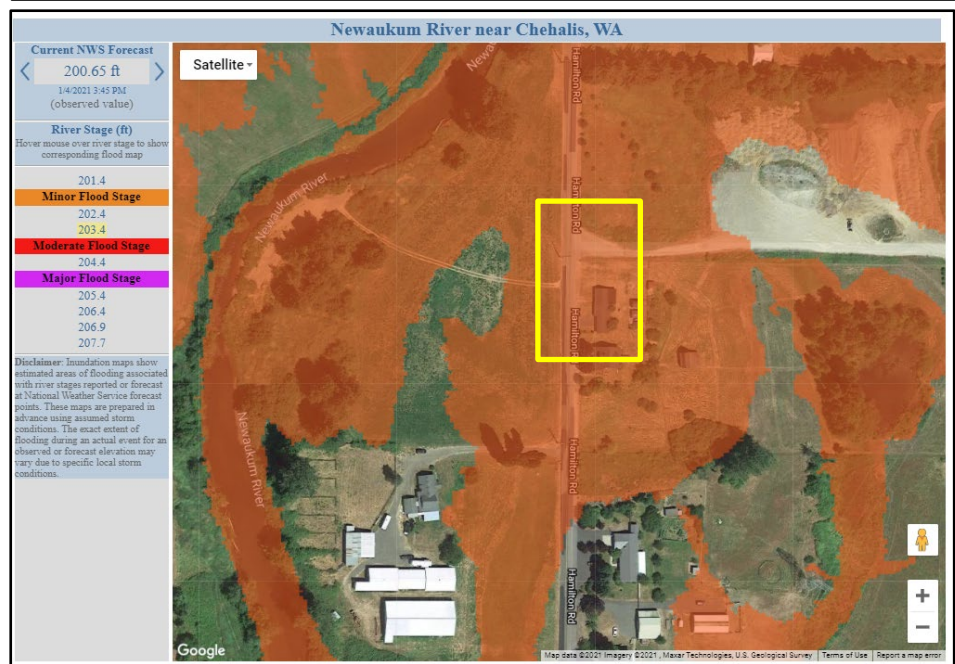 Newaukum River near Chehalis, WA
Current NWS Forecast
200.65 ft
1/4/2021 3:45 PM
(observed value)
River Stage (ft)
Hover mouse over river stage to show
corresponding flood map
201.4
Minor Flood Stage
202.4
203.4
Moderate Flood Stage
204.4
Major Flood Stage
205.4
206.4
206.9
207.7
Disclaimer: Inundation maps show
estimated areas of flooding associated
with river stages reported or forecast
at National Weather Service forecast
points. These maps are prepared in
advance using assumed storm
conditions. The exact extent of
flooding during an actual event for an
observed or forecast elevation may
vary due to specific local storm
conditions.
Satellite
Newau
Hamilton Rd
Hamilton Rd
Newaukum River
Hamilton R
Newaukum River
Hamilton Rd
Hamilton Rd
+
−
Google
Map data ©2021 Imagery ©2021 , Maxar Technologies, U.S. Geological Survey
Terms of Use
Report a map error